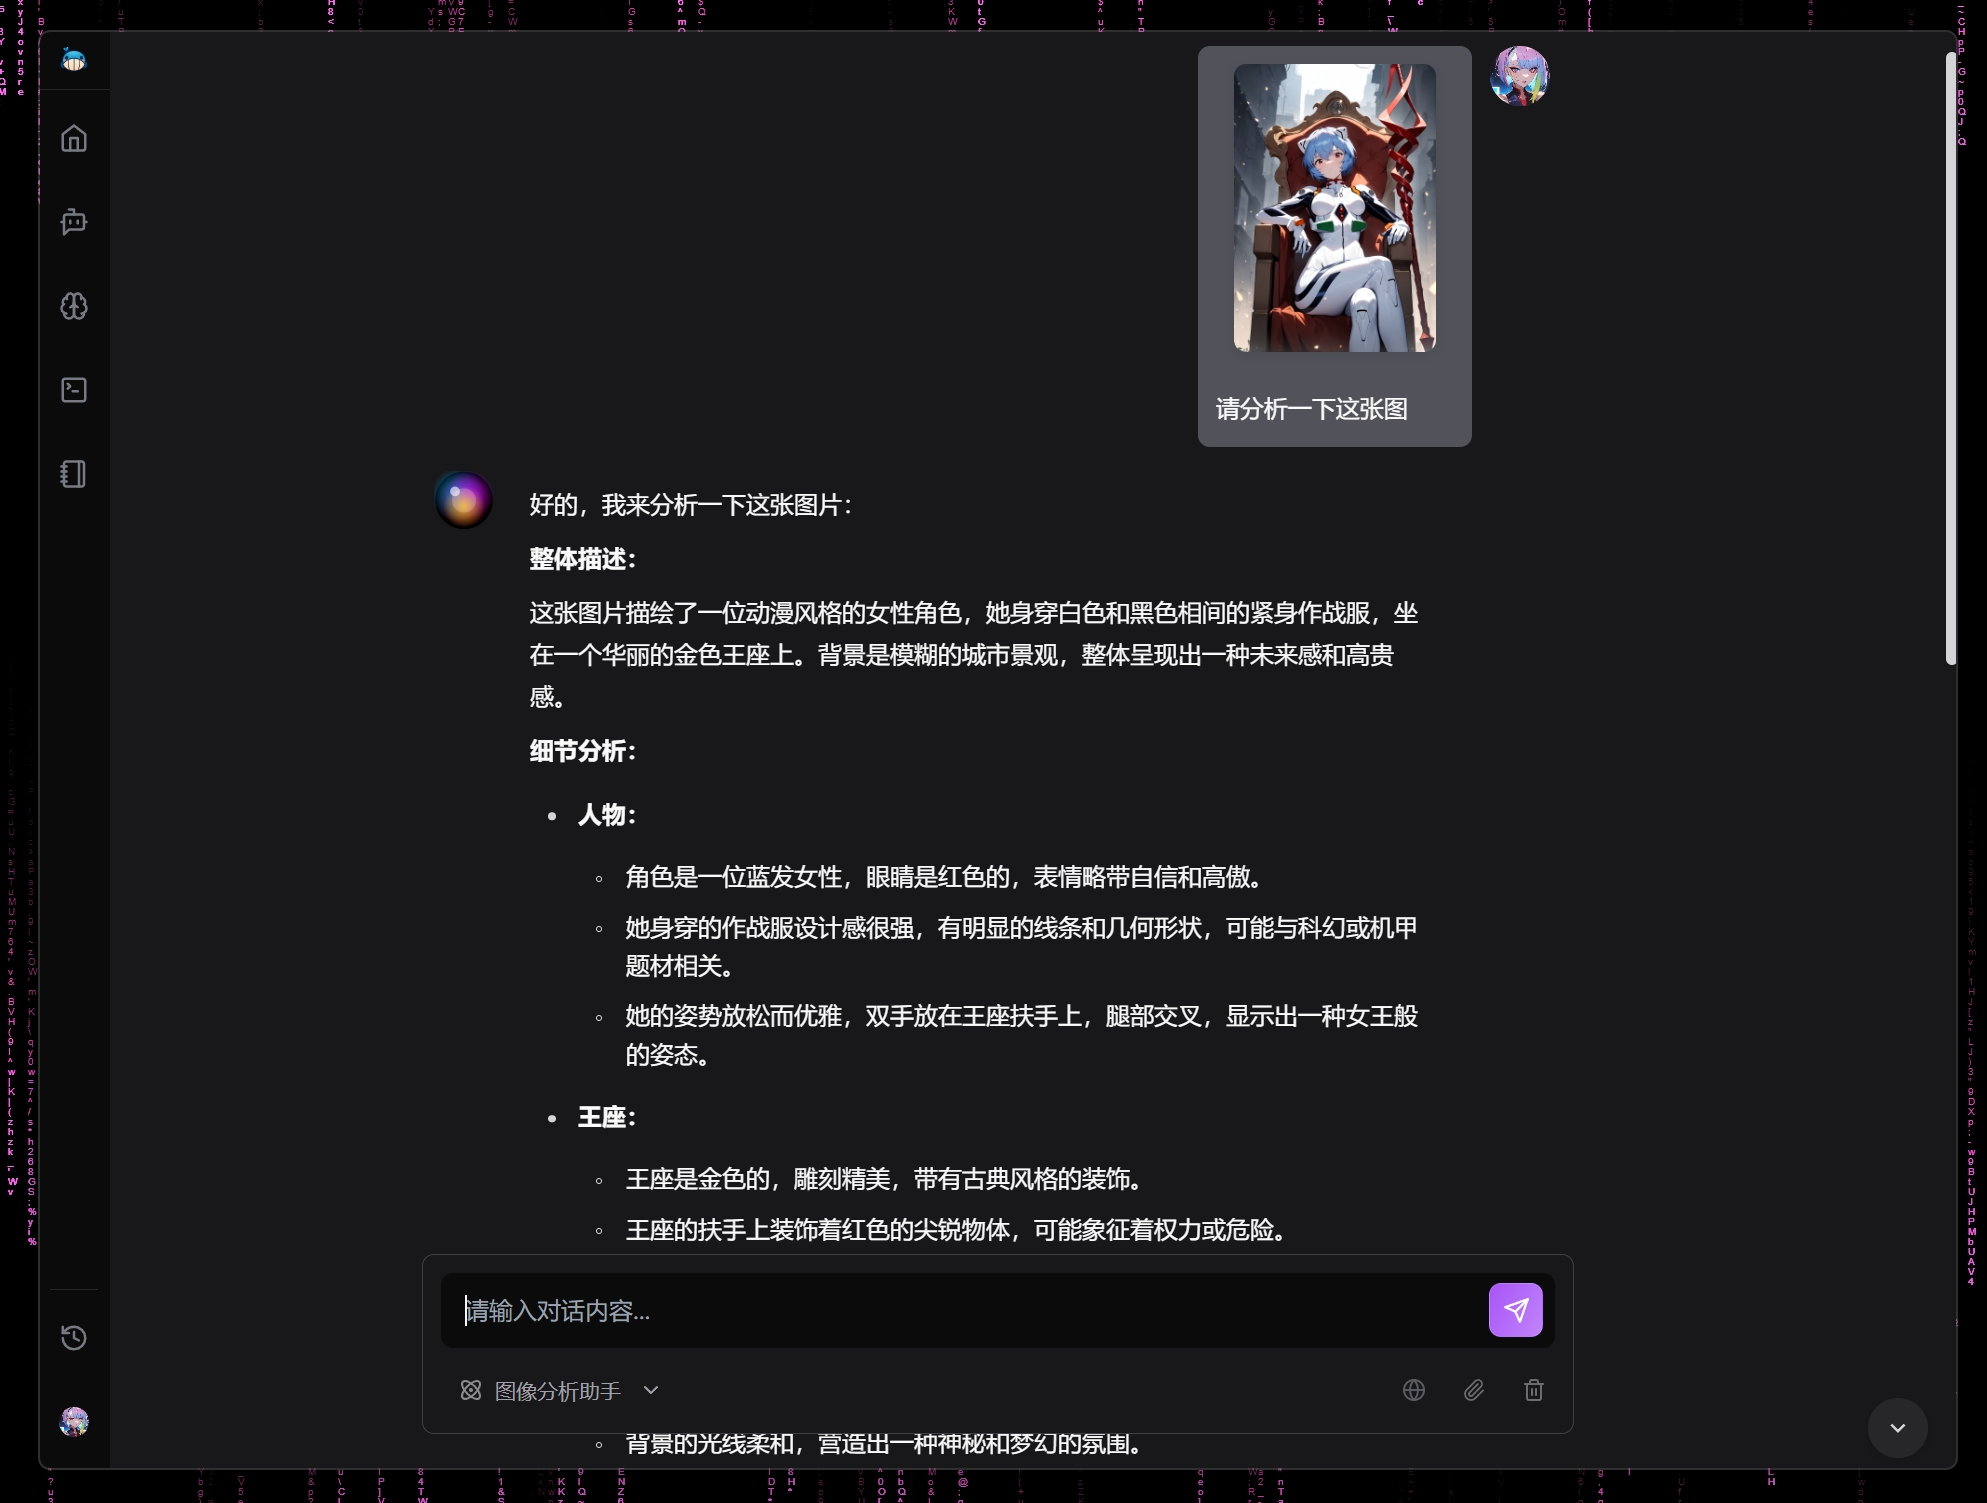 请分析一下这张图
好的，我来分析一下这张图片：
整体描述：
这张图片描绘了一位动漫风格的女性角色，她身穿白色和黑色相间的紧身作战服，坐
在一个华丽的金色王座上。背景是模糊的城市景观，整体呈现出一种未来感和高贵
感。
细节分析：
人物：
角色是一位蓝发女性，眼睛是红色的，表情略带自信和高傲。
她身穿的作战服设计感很强，有明显的线条和几何形状，可能与科幻或机甲
题材相关。
她的姿势放松而优雅，双手放在王座扶手上，腿部交叉，显示出一种女王般
的姿态。
王座：
王座是金色的，雕刻精美，带有古典风格的装饰。
王座的扶手上装饰着红色的尖锐物体，可能象征着权力或危险。
请输入对话内容...
图像分析助手
背景的光线柔和，营造出一种神秘和梦幻的氛围。